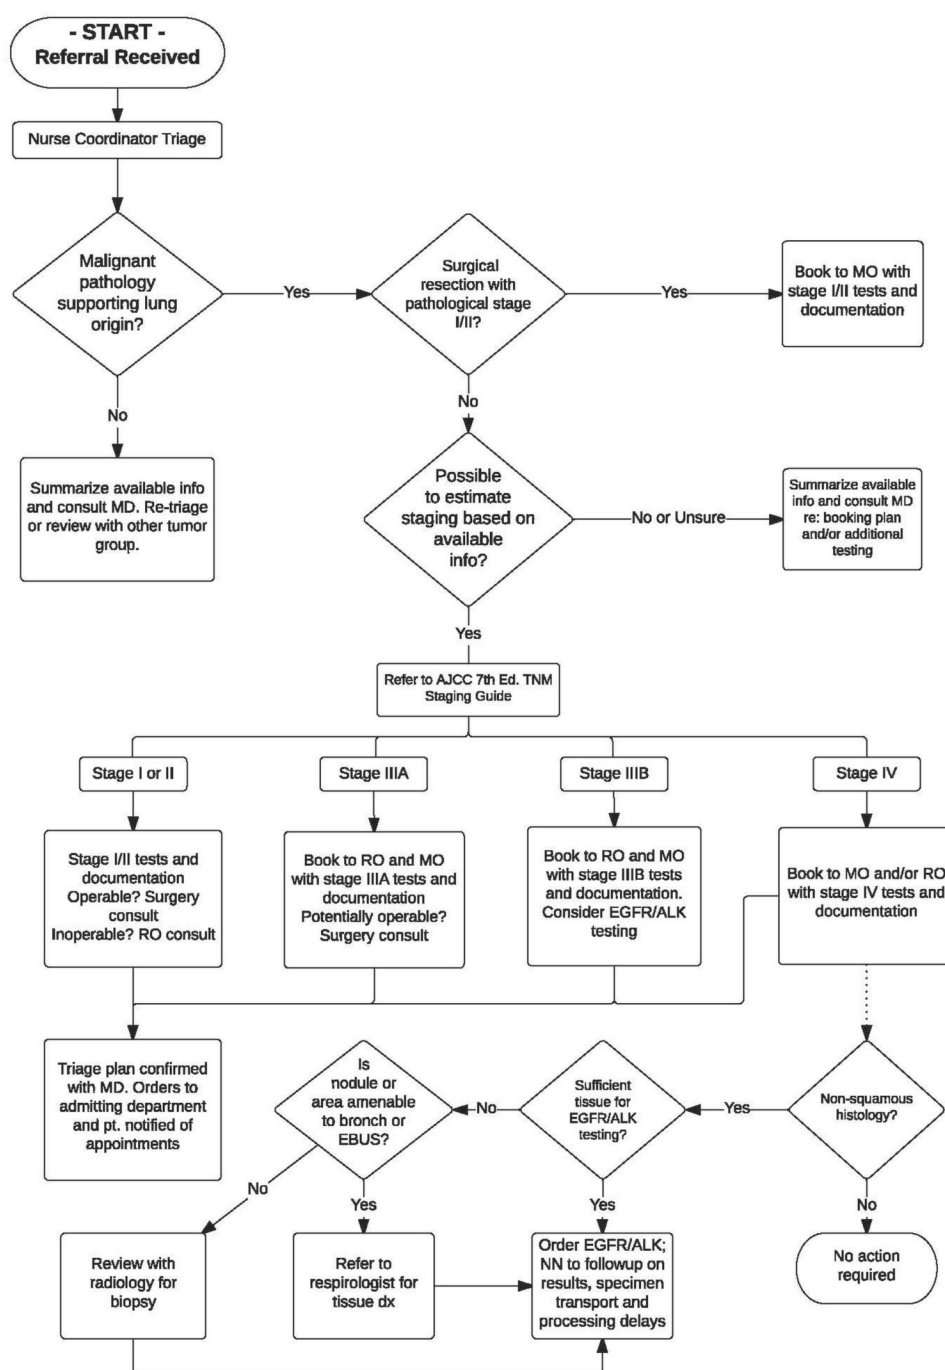 - START -
Referral Received
Nurse Coordinator Triage
Malignant
pathology
supporting lung
origin?
Yes
Surgical
resection with
pathological stage
I/II?
Yes
Book to MO with
stage I/II tests and
documentation
No
No
Summarize available info
and consult MD. Re-triage
or review with other tumor
group.
Possible
to estimate
staging based on
available
info?
No or Unsure
Summarize available
info and consult MD
re: booking plan
and/or additional
testing
Yes
Refer to AJCC 7th Ed. TNM
Staging Guide
Stage I or II
Stage IIIA
Stage IIIB
Stage IV
Stage I/II tests and
documentation
Operable? Surgery
consult
Inoperable? RO consult
Book to RO and MO
with stage IIIA tests and
documentation
Potentially operable?
Surgery consult
Book to RO and MO
with stage IIIB tests
and documentation.
Consider EGFR/ALK
testing
Book to MO and/or RO
with stage IV tests and
documentation
Triage plan confirmed
with MD. Orders to
admitting department
and pt. notified of
appointments
Is
nodule or
area amenable
to bronch or
EBUS?
No
Sufficient
tissue for
EGFR/ALK
testing?
Yes
Non-squamous
histology?
No
Yes
Yes
No
Review with
radiology for
biopsy
Refer to
respirologist for
tissue dx
Order EGFR/ALK;
NN to followup on
results, specimen
transport and
processing delays
No action
required